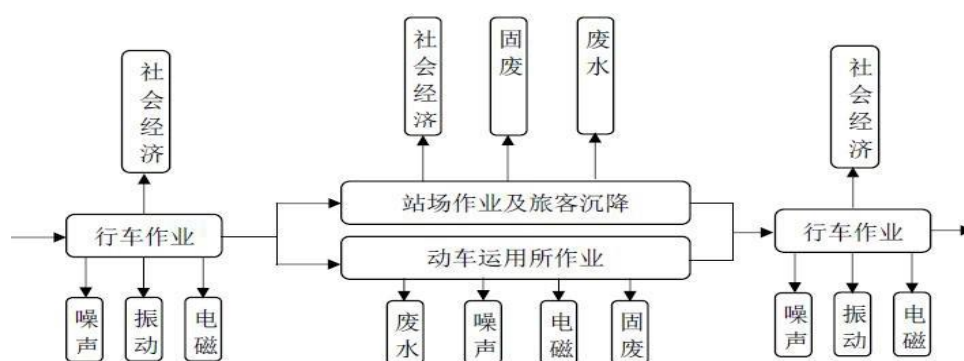 社会经济
社会经济
固废
废水
社会经济
站场作业及旅客沉降
行车作业
动车运用所作业
行车作业
噪声
振动
电磁
废水
噪声
电磁
固废
噪声
振动
电磁